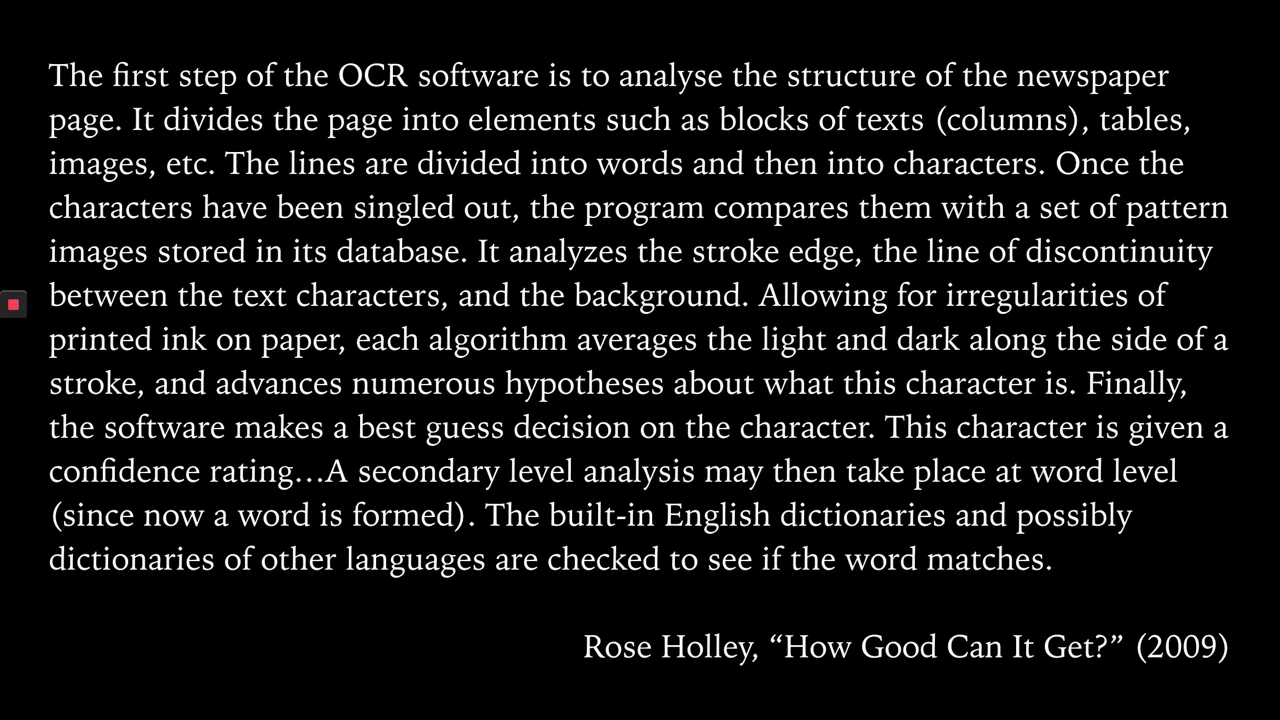 The first step of the OCR software is to analyse the structure of the newspaper
page. It divides the page into elements such as blocks of texts (columns), tables,
images, etc. The lines are divided into words and then into characters. Once the
characters have been singled out, the program compares them with a set of pattern
images stored in its database. It analyzes the stroke edge, the line of discontinuity
between the text characters, and the background. Allowing for irregularities of
printed ink on paper, each algorithm averages the light and dark along the side of a
stroke, and advances numerous hypotheses about what this character is. Finally,
the software makes a best guess decision on the character. This character is given a
confidence rating…A secondary level analysis may then take place at word level
(since now a word is formed). The built-in English dictionaries and possibly
dictionaries of other languages are checked to see if the word matches.
Rose Holley, “How Good Can It Get?” (2009)